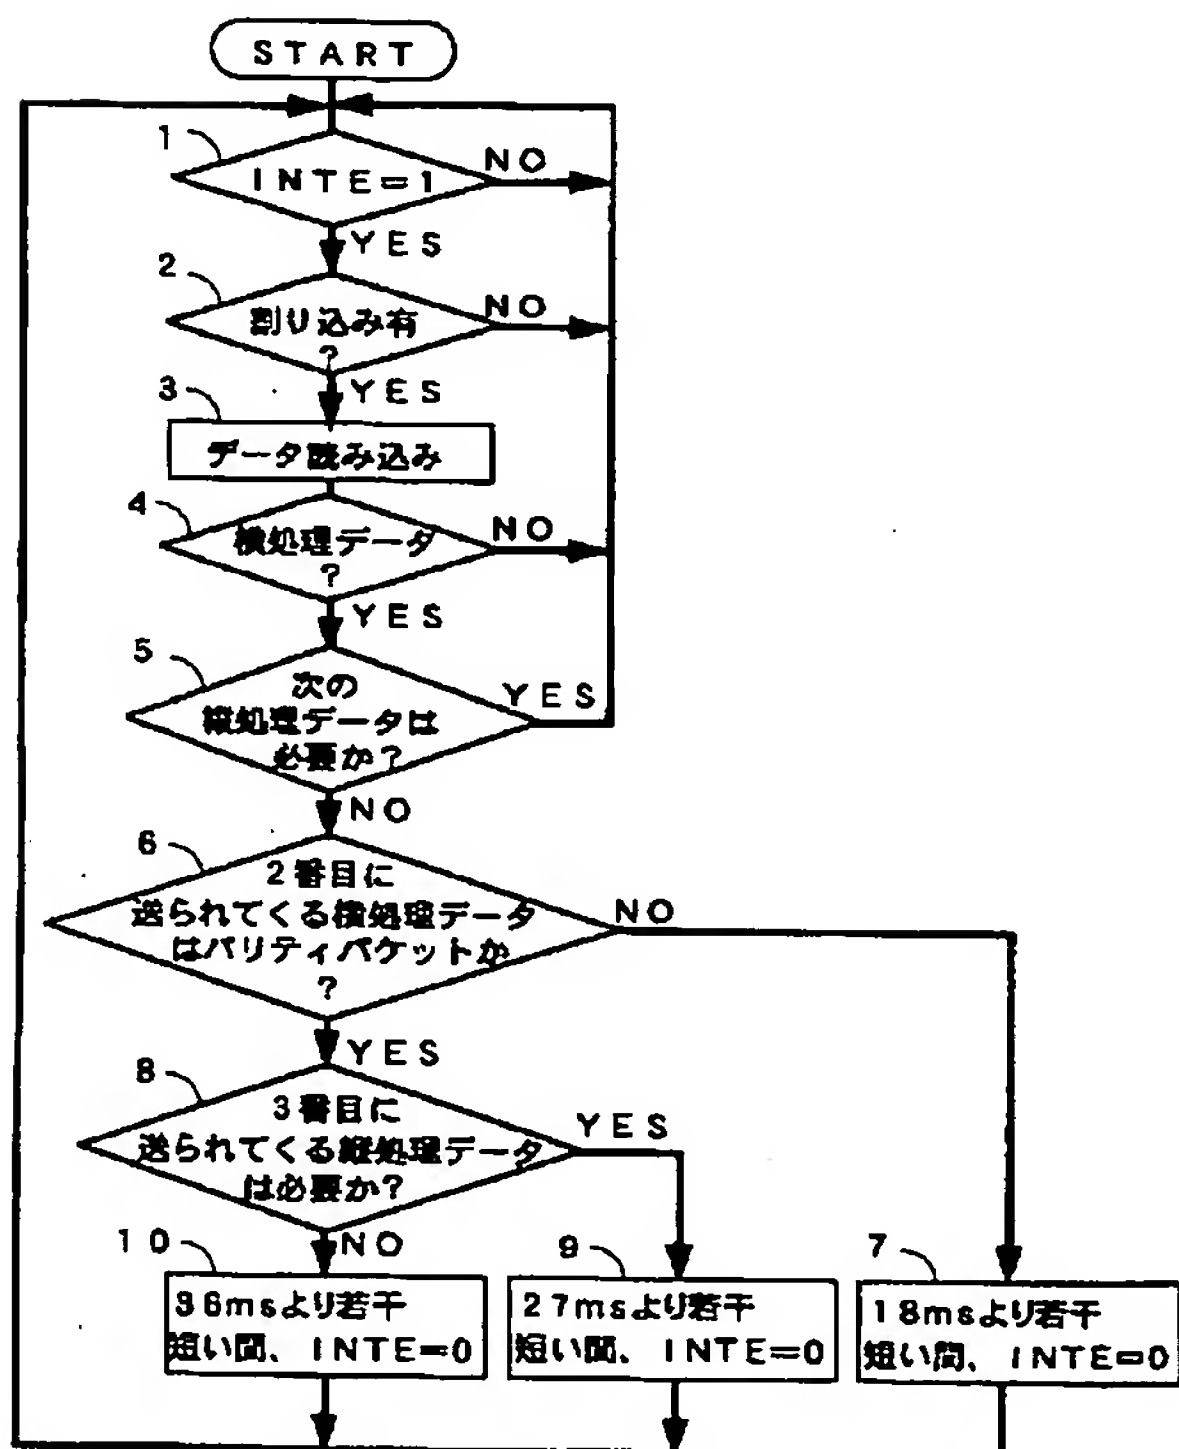 START
1
INTE=1
NO
YES
2
割り込み有
?
NO
YES
3
データ読み込み
4
横処理データ
?
NO
YES
5
次の
縦処理データは
必要か?
YES
NO
6
2番目に
送られてくる横処理データ
はパリティパケットか
?
NO
YES
8
3番目に
送られてくる縦処理データ
は必要か?
YES
NO
10
36msより若干
短い間、INTE=0
9
27msより若干
短い間、INTE=0
7
18msより若干
短い間、INTE=0